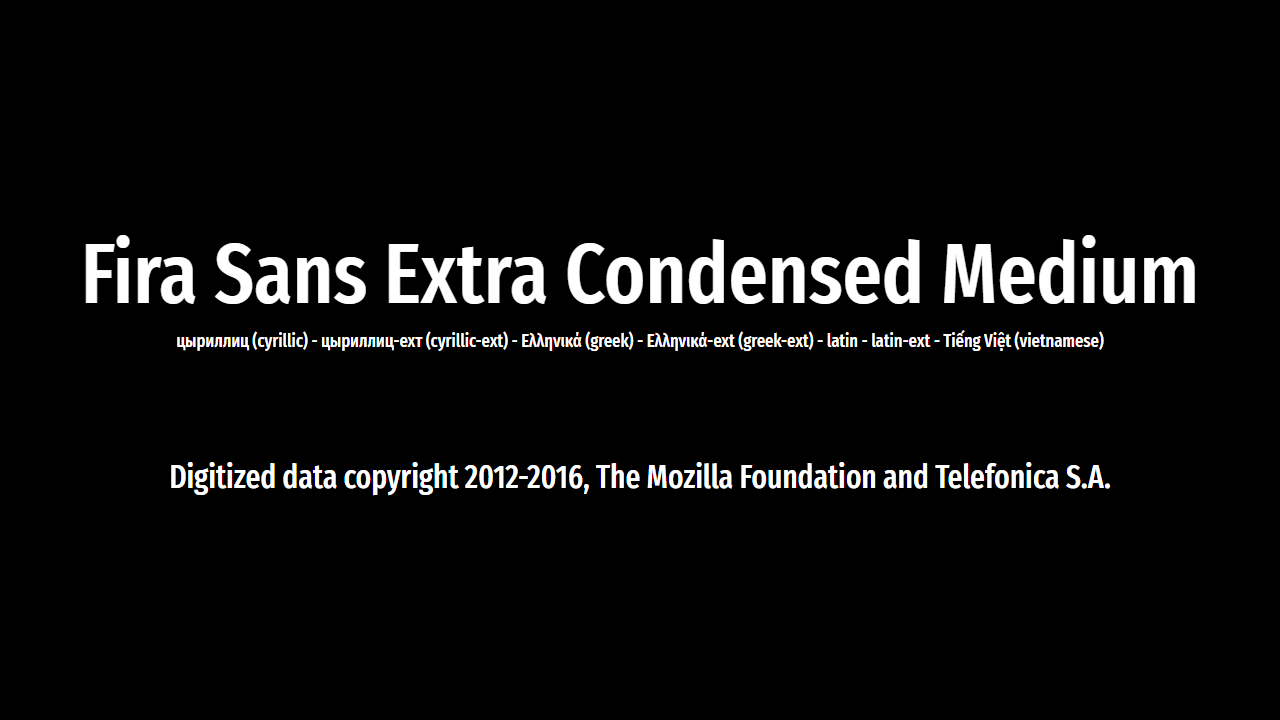 Fira Sans Extra Condensed Medium
цыриллиц (cyrillic) - цыриллиц-ехт (cyrillic-ext) - Ελληνικά (greek) - Ελληνικά-ext (greek-ext) - latin - latin-ext - Tiếng Việt (vietnamese)
Digitized data copyright 2012-2016, The Mozilla Foundation and Telefonica S.A.